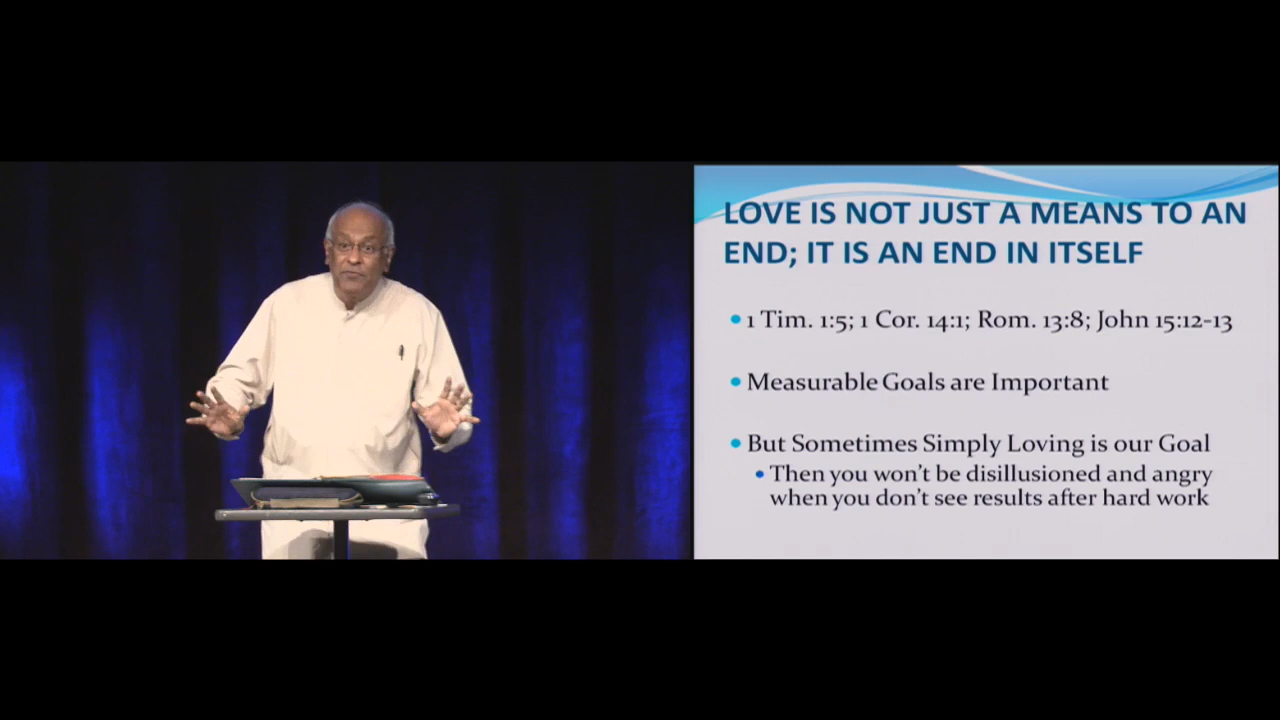 LOVE IS NOT JUST A MEANS TO AN
END; IT IS AN END IN ITSELF
• 1 Tim. 1:5; 1 Cor. 14:1; Rom. 13:8; John 15:12-13
• Measurable Goals are Important
• But Sometimes Simply Loving is our Goal
• Then you won't be disillusioned and angry
when you don't see results after hard work